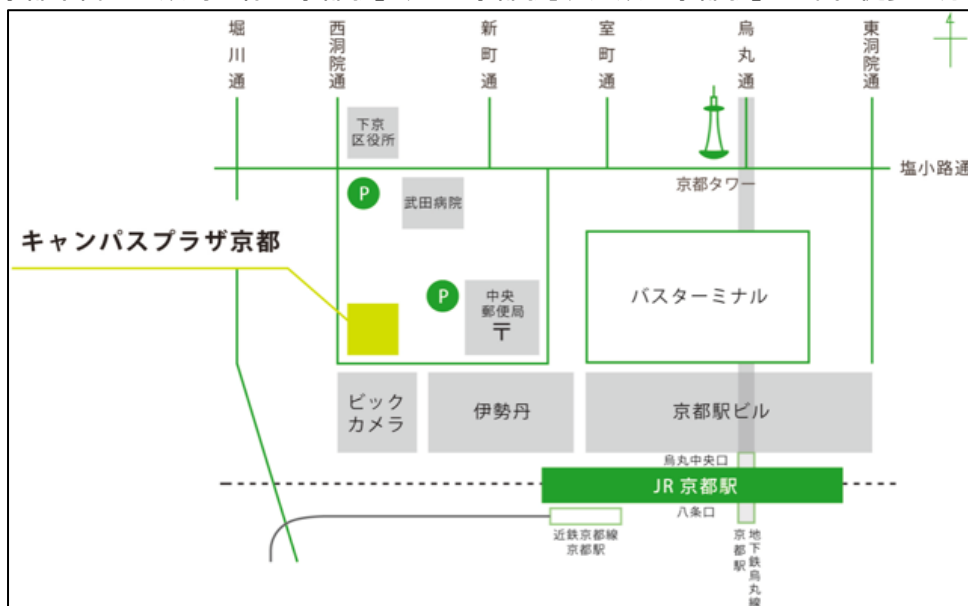 堀川通
西洞院通
新町通
室町通
烏丸通
東洞院通
下京
区役所
塩小路通
P
武田病院
京都タワー
キャンパスプラザ京都
P
中央
郵便局
〒
バスターミナル
ビック
カメラ
伊勢丹
京都駅ビル
烏丸中央口
JR 京都駅
八条口
近鉄京都線
京都駅
地下鉄烏丸線
京都駅